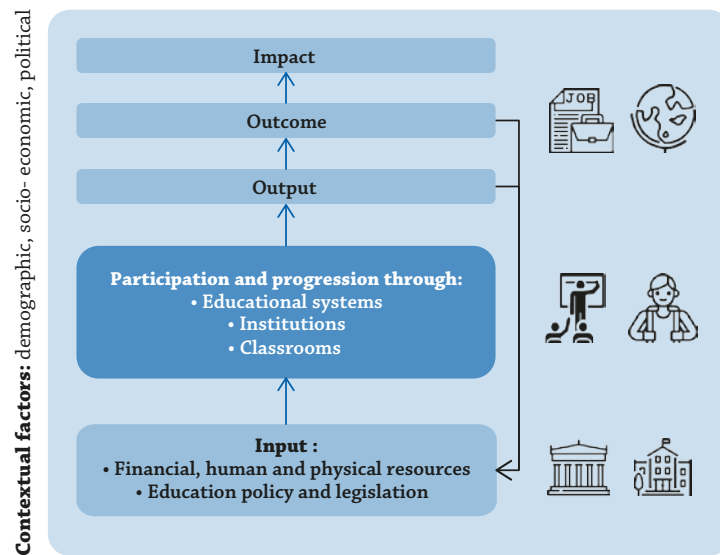 Contextual factors: demographic, socio- economic, political
Impact
Outcome
Output
Participation and progression through:
• Educational systems
• Institutions
• Classrooms
Input :
• Financial, human and physical resources
• Education policy and legislation
JOB